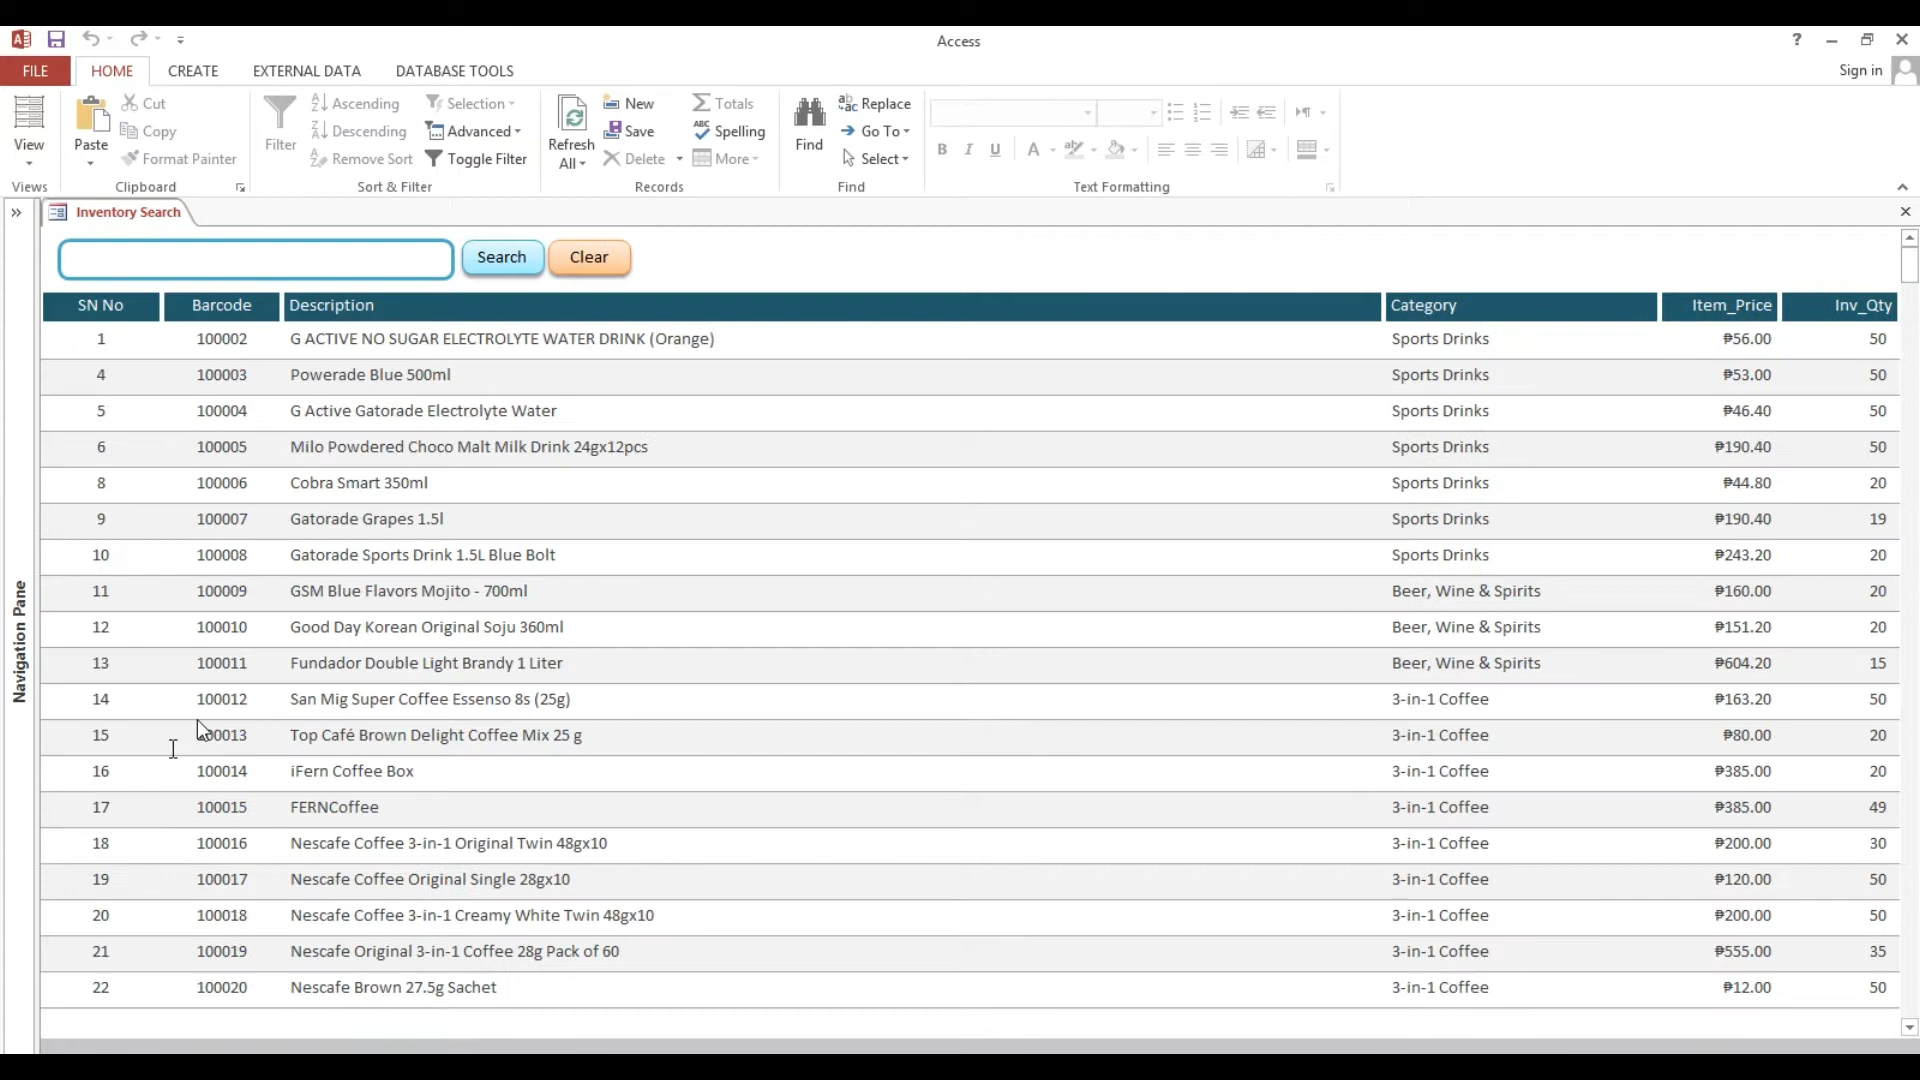 Access
?
Sign in
FILE HOME CREATE EXTERNAL DATA DATABASE TOOLS
View
Views
Paste
Cut
Copy
Format Painter
Clipboard
Filter
Ascending
Descending
Remove Sort
Selection
Advanced
Toggle Filter
Sort & Filter
Refresh
All
New
Save
Delete
Totals
Spelling
More
Records
Find
Replace
Go To
Select
Find
B I U A
Text Formatting
Navigation Pane
Inventory Search
Search Clear
SN No Barcode Description Category Item_Price Inv_Qty
1 100002 G ACTIVE NO SUGAR ELECTROLYTE WATER DRINK (Orange) Sports Drinks ₱56.00 50
4 100003 Powerade Blue 500ml Sports Drinks ₱53.00 50
5 100004 G Active Gatorade Electrolyte Water Sports Drinks ₱46.40 50
6 100005 Milo Powdered Choco Malt Milk Drink 24gx12pcs Sports Drinks ₱190.40 50
8 100006 Cobra Smart 350ml Sports Drinks ₱44.80 20
9 100007 Gatorade Grapes 1.5l Sports Drinks ₱190.40 19
10 100008 Gatorade Sports Drink 1.5L Blue Bolt Sports Drinks ₱243.20 20
11 100009 GSM Blue Flavors Mojito - 700ml Beer, Wine & Spirits ₱160.00 20
12 100010 Good Day Korean Original Soju 360ml Beer, Wine & Spirits ₱151.20 20
13 100011 Fundador Double Light Brandy 1 Liter Beer, Wine & Spirits ₱604.20 15
14 100012 San Mig Super Coffee Essenso 8s (25g) 3-in-1 Coffee ₱163.20 50
15 100013 Top Café Brown Delight Coffee Mix 25 g 3-in-1 Coffee ₱80.00 20
16 100014 iFern Coffee Box 3-in-1 Coffee ₱385.00 20
17 100015 FERNCoffee 3-in-1 Coffee ₱385.00 49
18 100016 Nescafe Coffee 3-in-1 Original Twin 48gx10 3-in-1 Coffee ₱200.00 30
19 100017 Nescafe Coffee Original Single 28gx10 3-in-1 Coffee ₱120.00 50
20 100018 Nescafe Coffee 3-in-1 Creamy White Twin 48gx10 3-in-1 Coffee ₱200.00 50
21 100019 Nescafe Original 3-in-1 Coffee 28g Pack of 60 3-in-1 Coffee ₱555.00 35
22 100020 Nescafe Brown 27.5g Sachet 3-in-1 Coffee ₱12.00 50